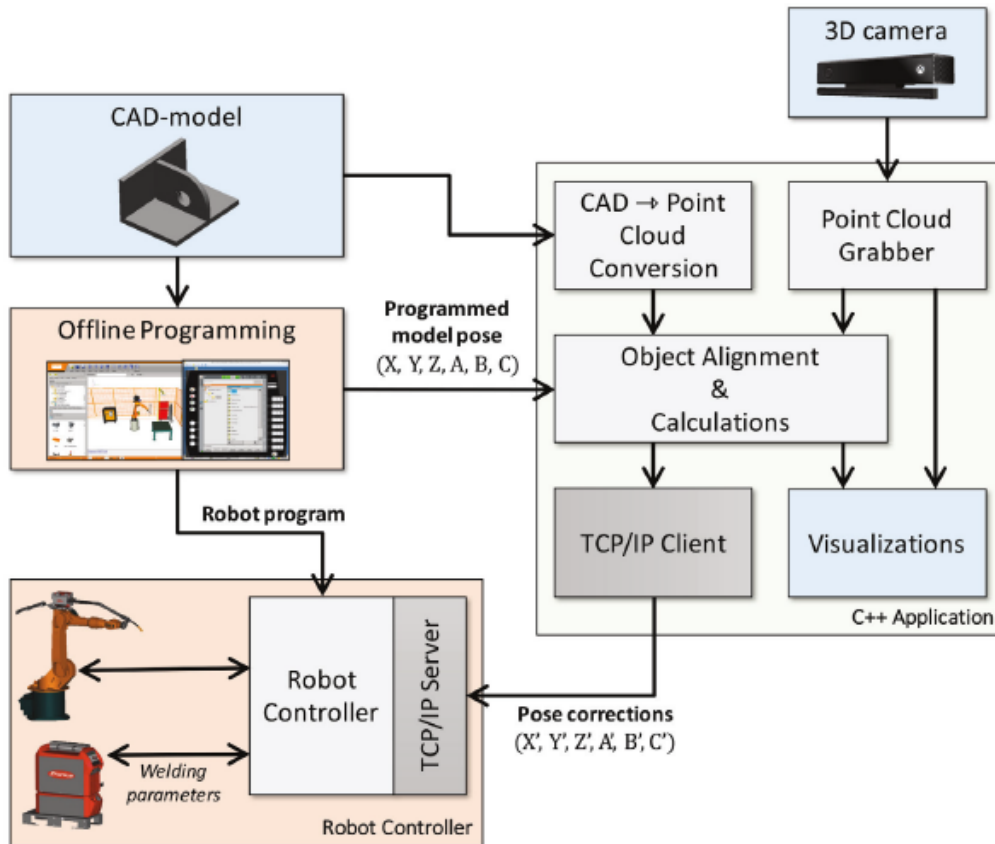 3D camera
CAD-model
CAD → Point
Cloud
Conversion
Point Cloud
Grabber
Offline Programming
Programmed
model pose
(X, Y, Z, A, B, C)
Object Alignment
&
Calculations
Robot program
TCP/IP Client
Visualizations
C++ Application
Robot
Controller
TCP/IP Server
Pose corrections
(X', Y', Z', A', B', C')
Welding
parameters
Robot Controller